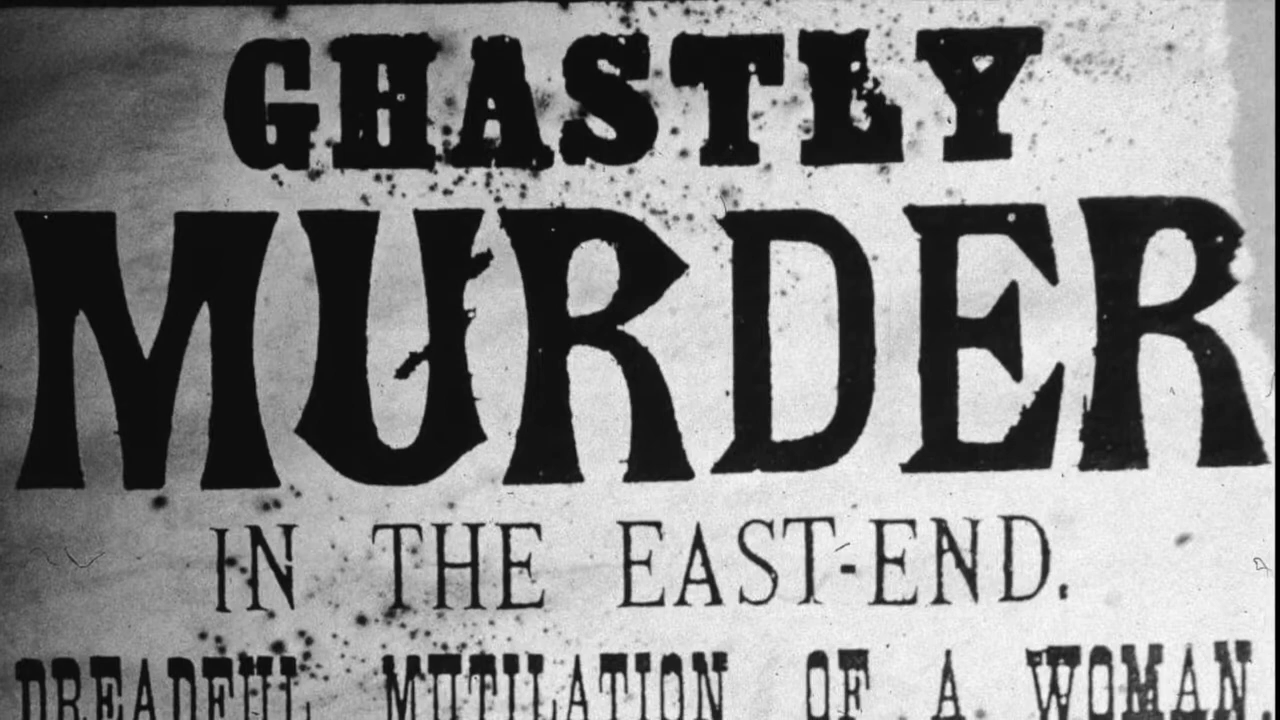 GHASTLY
MURDER
IN THE EAST-END.
DREADFUL MUTILATION OF A WOMAN.